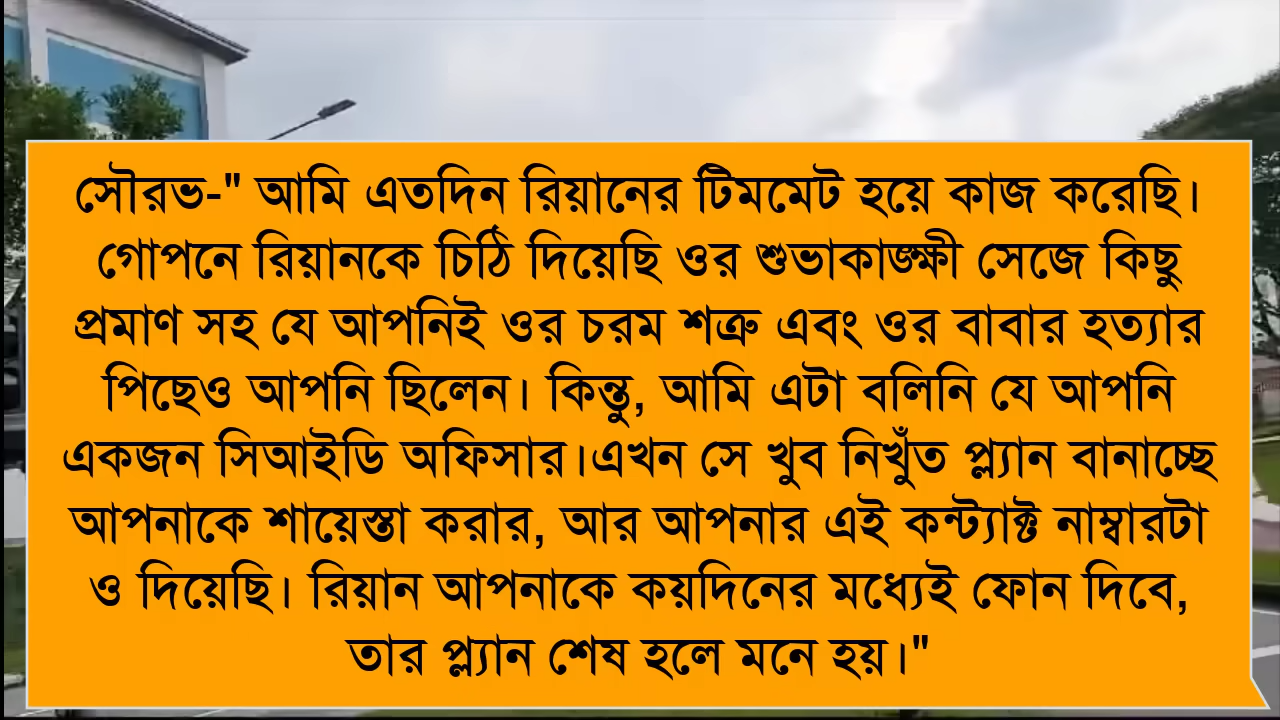 সৌরভ-" আমি এতদিন রিয়ানের টিমমেট হয়ে কাজ করেছি।
গোপনে রিয়ানকে চিঠি দিয়েছি ওর শুভাকাঙ্ক্ষী সেজে কিছু
প্রমাণ সহ যে আপনিই ওর চরম শত্রু এবং ওর বাবার হত্যার
পিছেও আপনি ছিলেন। কিন্তু, আমি এটা বলিনি যে আপনি
একজন সিআইডি অফিসার।এখন সে খুব নিখুঁত প্ল্যান বানাচ্ছে
আপনাকে শায়েস্তা করার, আর আপনার এই কন্ট্যাক্ট নাম্বারটা
ও দিয়েছি। রিয়ান আপনাকে কয়দিনের মধ্যেই ফোন দিবে,
তার প্ল্যান শেষ হলে মনে হয়।"